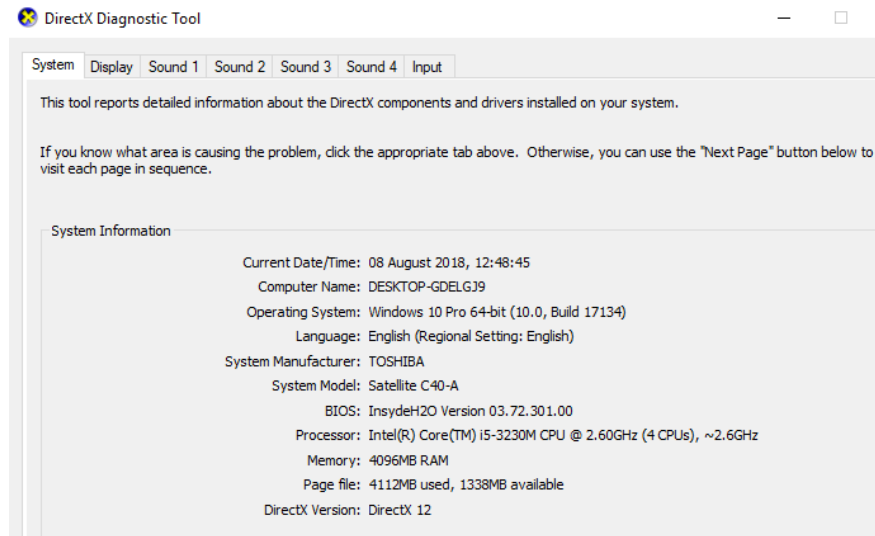 DirectX Diagnostic Tool
System Display Sound 1 Sound 2 Sound 3 Sound 4 Input
This tool reports detailed information about the DirectX components and drivers installed on your system.
If you know what area is causing the problem, click the appropriate tab above.  Otherwise, you can use the "Next Page" button below to
visit each page in sequence.
System Information
Current Date/Time: 08 August 2018, 12:48:45
Computer Name: DESKTOP-GDELGJ9
Operating System: Windows 10 Pro 64-bit (10.0, Build 17134)
Language: English (Regional Setting: English)
System Manufacturer: TOSHIBA
System Model: Satellite C40-A
BIOS: InsydeH2O Version 03.72.301.00
Processor: Intel(R) Core(TM) i5-3230M CPU @ 2.60GHz (4 CPUs), ~2.6GHz
Memory: 4096MB RAM
Page file: 4112MB used, 1338MB available
DirectX Version: DirectX 12